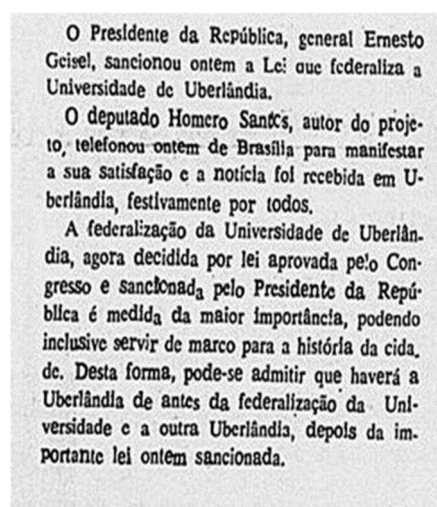 O Presidente da República, general Ernesto
Geisel, sancionou ontem a Lei que federaliza a
Universidade de Uberlândia.
O deputado Homero Santos, autor do proje-
to, telefonou ontem de Brasília para manifestar
a sua satisfação e a notícia foi recebida em U-
berlândia, festivamente por todos.
A federalização da Universidade de Uberlân-
dia, agora decidida por lei aprovada pelo Con-
gresso e sancionada pelo Presidente da Repú-
blica é medida da maior importância, podendo
inclusive servir de marco para a história da cida.
de. Desta forma, pode-se admitir que haverá a
Uberlândia de antes da federalização da Uni-
versidade e a outra Uberlândia, depois da im-
portante lei ontem sancionada.